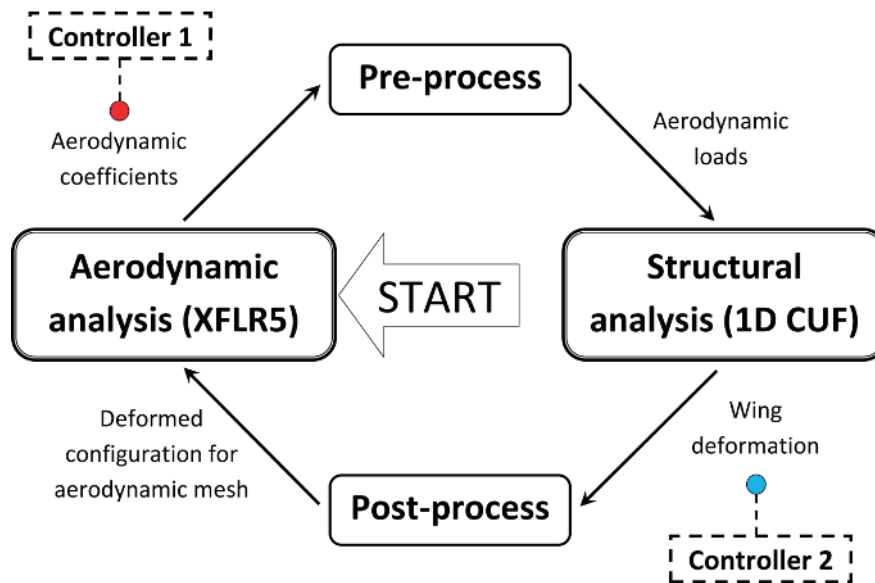 Controller 1
Pre-process
Aerodynamic
coefficients
Aerodynamic
loads
Aerodynamic
analysis (XFLR5)
START
Structural
analysis (1D CUF)
Deformed
configuration for
aerodynamic mesh
Wing
deformation
Post-process
Controller 2